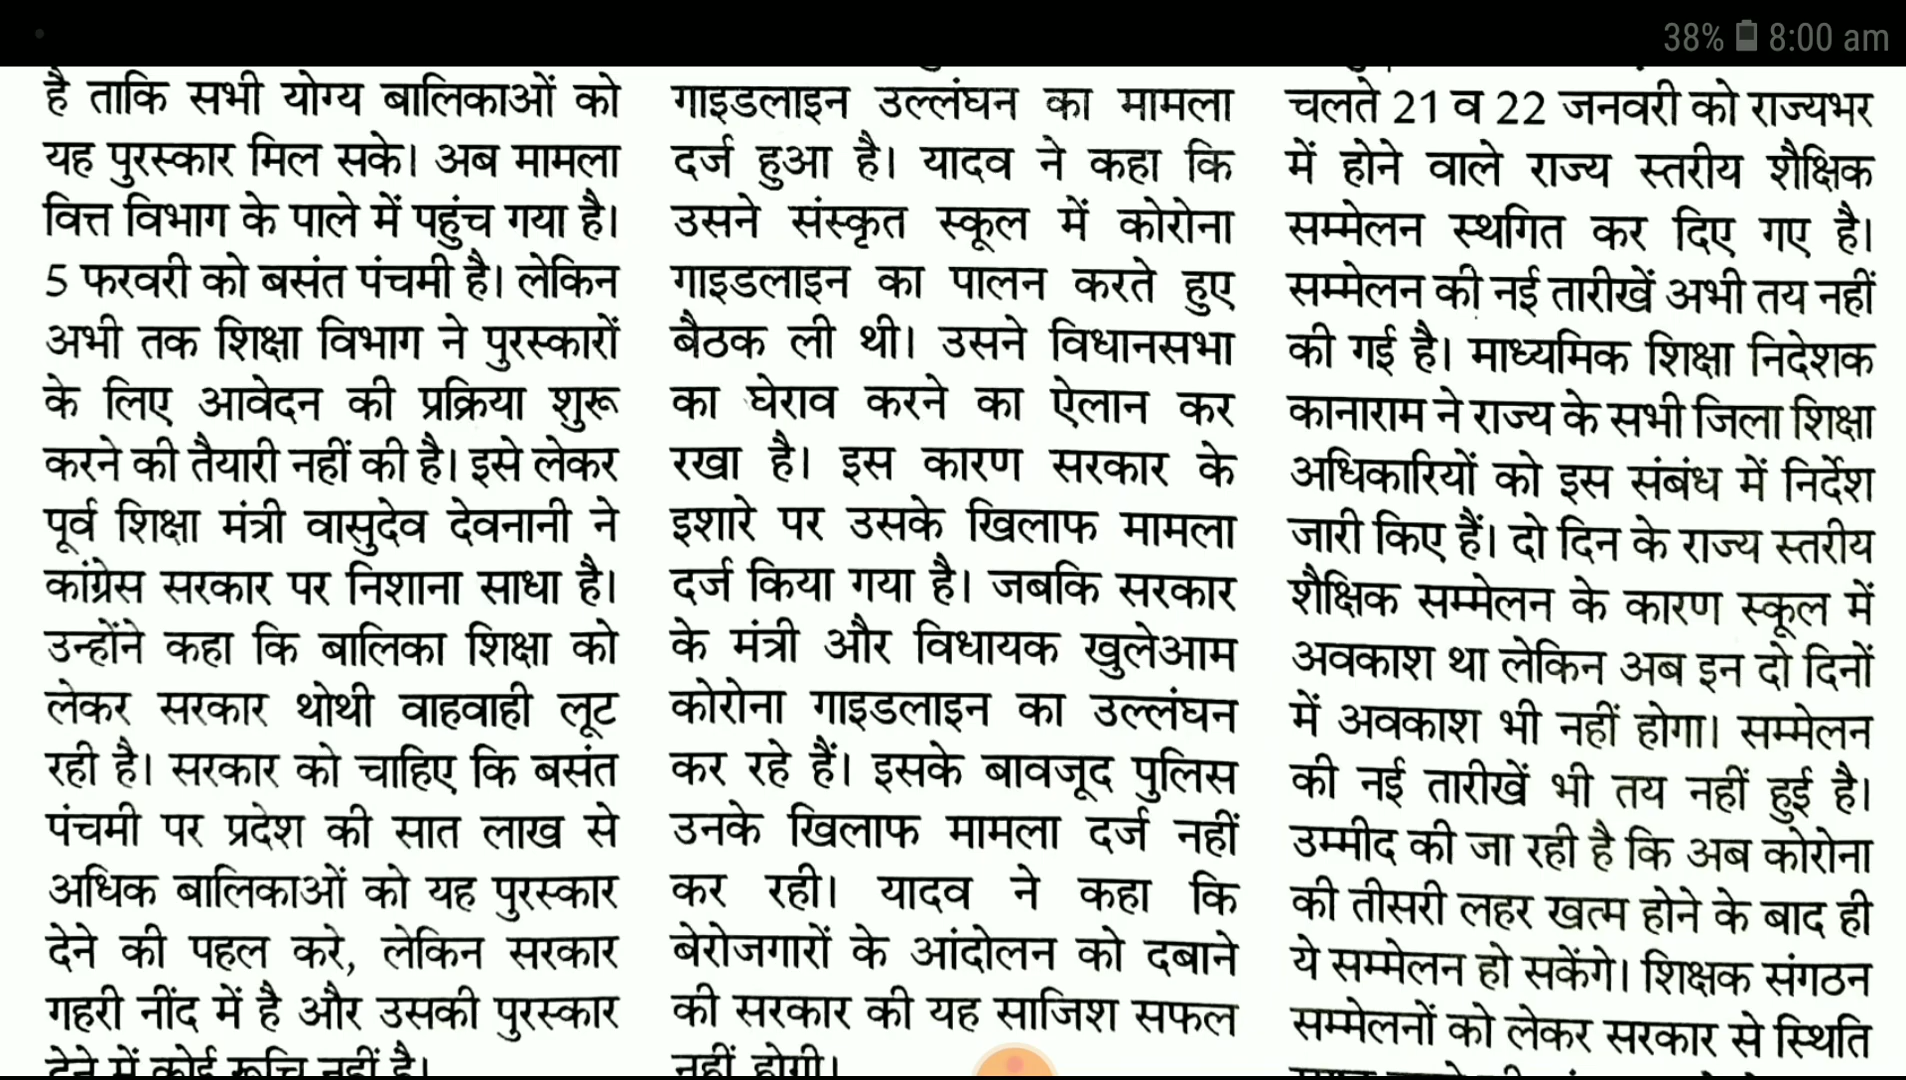 38% 8:00 am
है ताकि सभी योग्य बालिकाओं को
यह पुरस्कार मिल सके। अब मामला
वित्त विभाग के पाले में पहुंच गया है।
5 फरवरी को बसंत पंचमी है। लेकिन
अभी तक शिक्षा विभाग ने पुरस्कारों
के लिए आवेदन की प्रक्रिया शुरू
करने की तैयारी नहीं की है। इसे लेकर
पूर्व शिक्षा मंत्री वासुदेव देवनानी ने
कांग्रेस सरकार पर निशाना साधा है।
उन्होंने कहा कि बालिका शिक्षा को
लेकर सरकार थोथी वाहवाही लूट
रही है। सरकार को चाहिए कि बसंत
पंचमी पर प्रदेश की सात लाख से
अधिक बालिकाओं को यह पुरस्कार
देने की पहल करे, लेकिन सरकार
गहरी नींद में है और उसकी पुरस्कार
देने में कोई रूचि नहीं है।
गाइडलाइन उल्लंघन का मामला
दर्ज हुआ है। यादव ने कहा कि
उसने संस्कृत स्कूल में कोरोना
गाइडलाइन का पालन करते हुए
बैठक ली थी। उसने विधानसभा
का घेराव करने का ऐलान कर
रखा है। इस कारण सरकार के
इशारे पर उसके खिलाफ मामला
दर्ज किया गया है। जबकि सरकार
के मंत्री और विधायक खुलेआम
कोरोना गाइडलाइन का उल्लंघन
कर रहे हैं। इसके बावजूद पुलिस
उनके खिलाफ मामला दर्ज नहीं
कर रही। यादव ने कहा कि
बेरोजगारों के आंदोलन को दबाने
की सरकार की यह साजिश सफल
नहीं होगी।
चलते 21 व 22 जनवरी को राज्यभर
में होने वाले राज्य स्तरीय शैक्षिक
सम्मेलन स्थगित कर दिए गए है।
सम्मेलन की नई तारीखें अभी तय नहीं
की गई है। माध्यमिक शिक्षा निदेशक
कानाराम ने राज्य के सभी जिला शिक्षा
अधिकारियों को इस संबंध में निर्देश
जारी किए हैं। दो दिन के राज्य स्तरीय
शैक्षिक सम्मेलन के कारण स्कूल में
अवकाश था लेकिन अब इन दो दिनों
में अवकाश भी नहीं होगा। सम्मेलन
की नई तारीखें भी तय नहीं हुई है।
उम्मीद की जा रही है कि अब कोरोना
की तीसरी लहर खत्म होने के बाद ही
ये सम्मेलन हो सकेंगे। शिक्षक संगठन
सम्मेलनों को लेकर सरकार से स्थिति